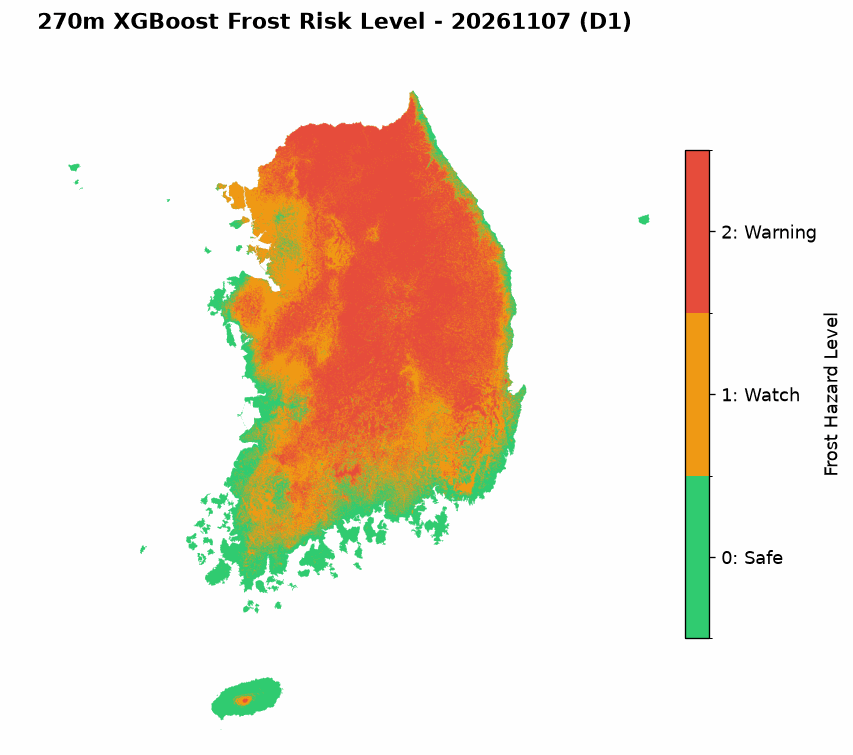 270m XGBoost Frost Risk Level - 20261107 (D1)
2: Warning
1: Watch
0: Safe
Frost Hazard Level